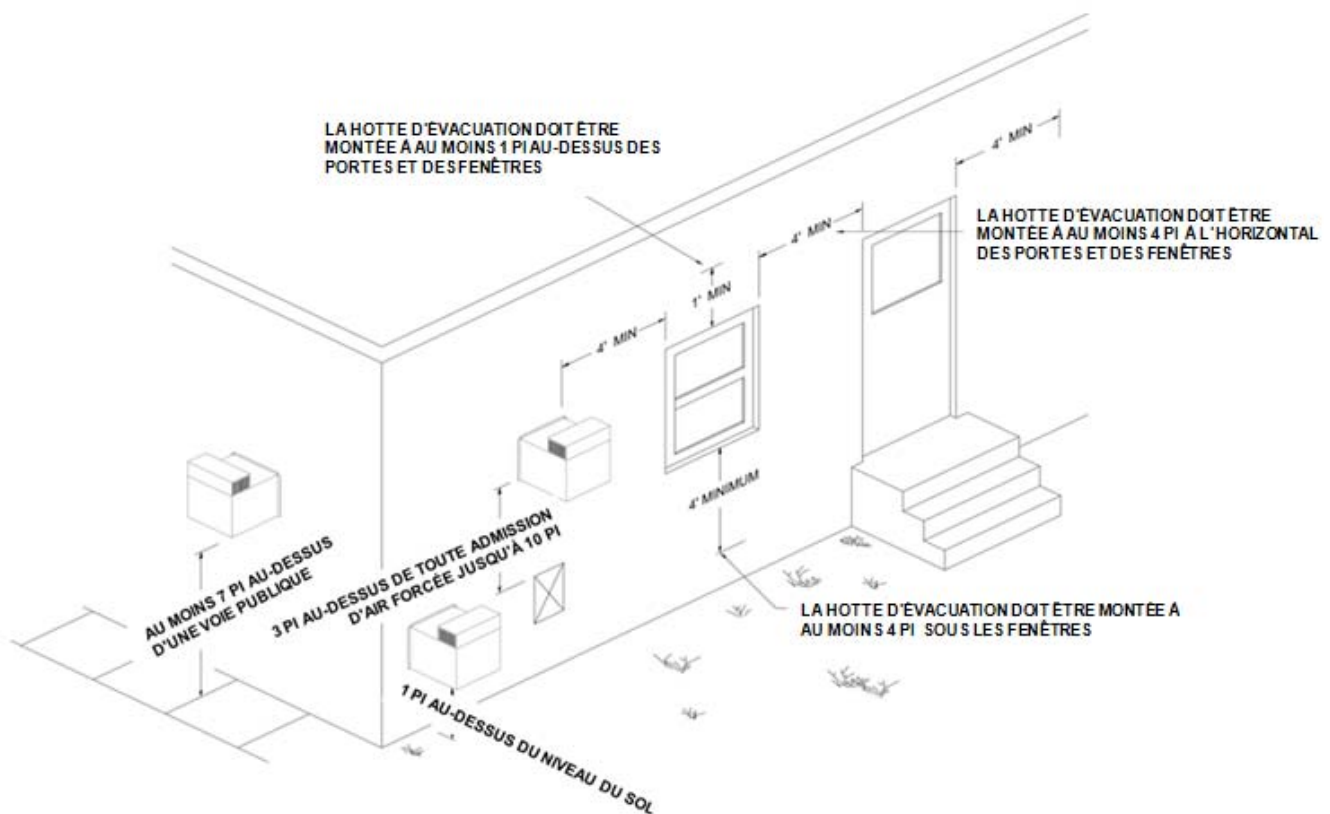 LA HOTTE D'ÉVACUATION DOIT ÊTRE
MONTÉE À AU MOINS 1 PI AU-DESSUS DES
PORTES ET DES FENÊTRES
4' MIN
LA HOTTE D'ÉVACUATION DOIT ÊTRE
MONTÉE À AU MOINS 4 PI À L'HORIZONTAL
DES PORTES ET DES FENÊTRES
4' MIN
1' MIN
4' MIN
4' MINIMUM
AU MOINS 7 PI AU-DESSUS
D'UNE VOIE PUBLIQUE
3 PI AU-DESSUS DE TOUTE ADMISSION
D'AIR FORCÉE JUSQU'À 10 PI
LA HOTTE D'ÉVACUATION DOIT ÊTRE MONTÉE À
AU MOINS 4 PI SOUS LES FENÊTRES
1 PI AU-DESSUS DU NIVEAU DU SOL